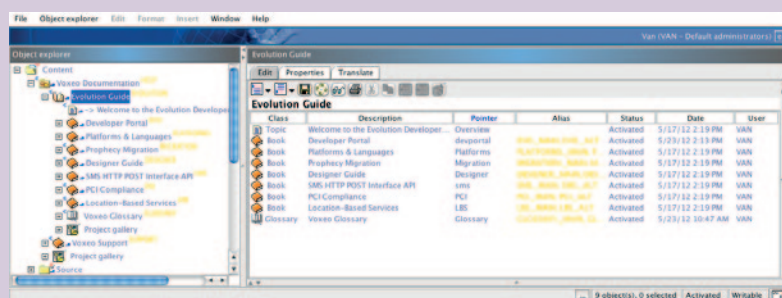 File Object explorer Edit Format Insert Window Help
Van (VAN - Default administrators)
Object explorer
Evolution Guide
Content
Voxeo Documentation
Evolution Guide
-> Welcome to the Evolution Developer
Developer Portal
Platforms & Languages
Prophecy Migration
Designer Guide
SMS HTTP POST Interface API
PCI Compliance
Location-Based Services
Voxeo Glossary
Project gallery
Voxeo Support
Project gallery
Source
Edit Properties Translate
Evolution Guide
Class Description Pointer Alias Status Date User
Topic Welcome to the Evolution Developer... Overview Activated 5/17/12 2:19 PM VAN
Book Developer Portal devportal Activated 5/23/12 2:19 PM VAN
Book Platforms & Languages Platforms Activated 5/17/12 2:19 PM VAN
Book Prophecy Migration Migration Activated 5/17/12 2:19 PM VAN
Book Designer Guide Designer Activated 5/17/12 2:19 PM VAN
Book SMS HTTP POST Interface API sms Activated 5/17/12 2:19 PM VAN
Book PCI Compliance PCI Activated 5/17/12 2:19 PM VAN
Book Location-Based Services LBS Activated 5/17/12 2:19 PM VAN
Glossary Voxeo Glossary Glossary Activated 5/23/12 10:47 AM VAN
9 object(s), 0 selected Activated Writable